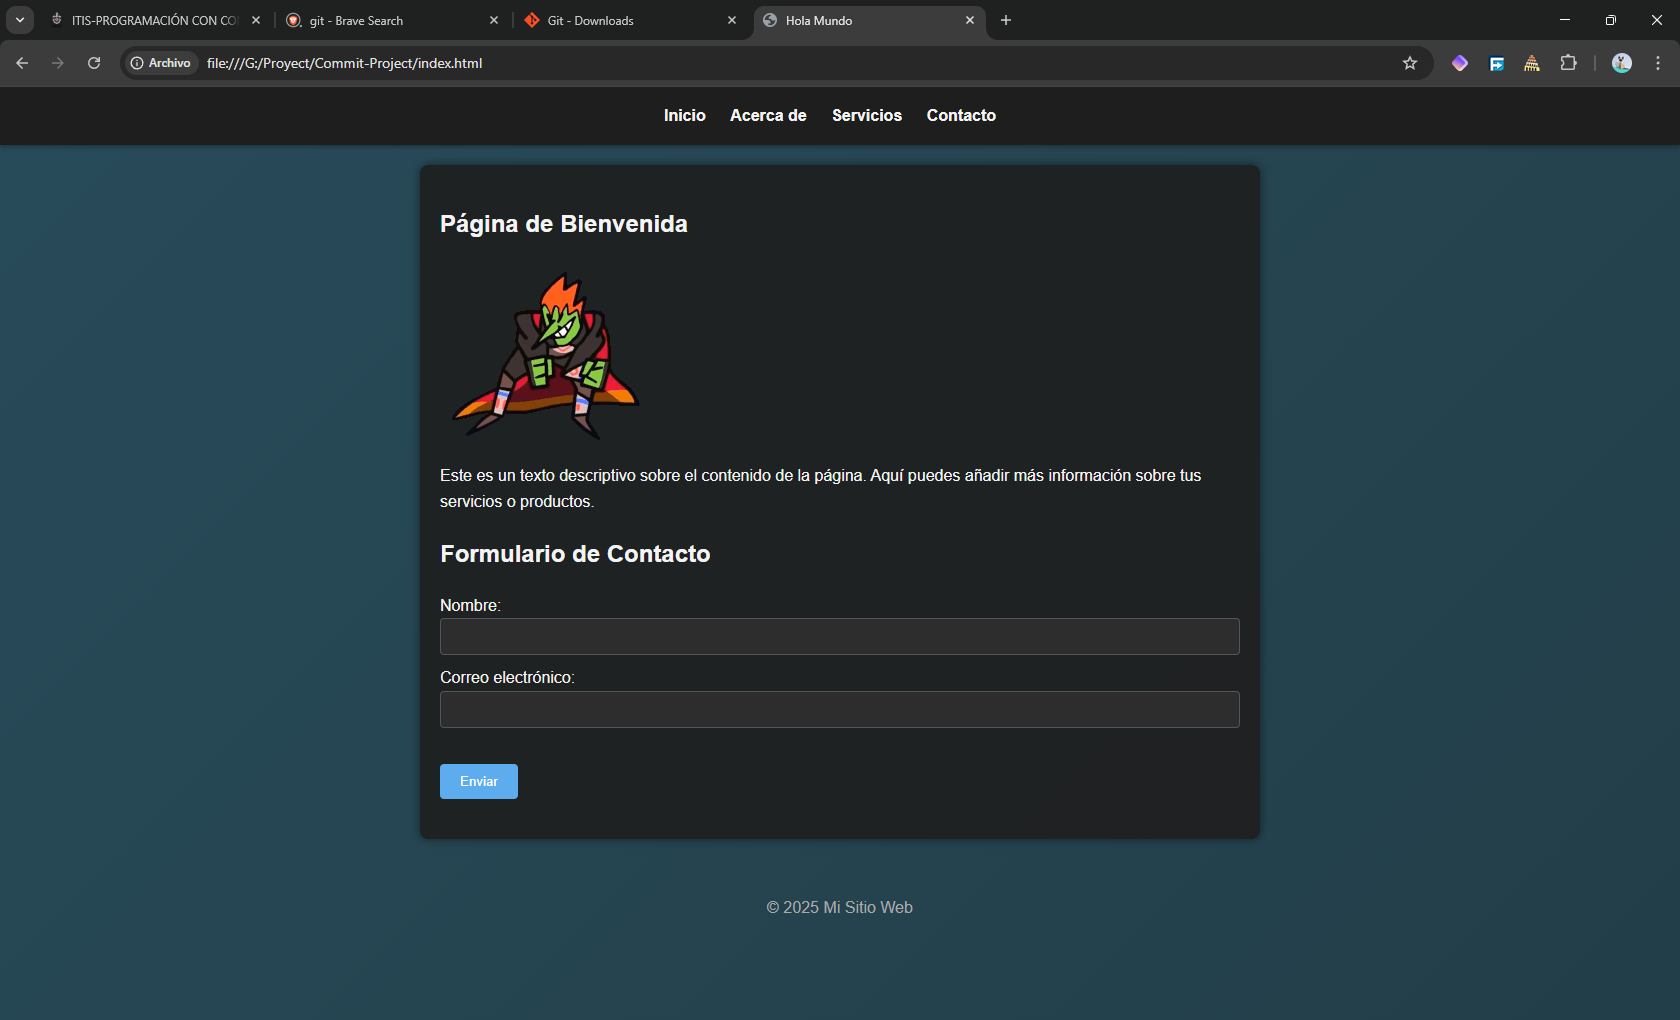 ITIS-PROGRAMACIÓN CON CO
git - Brave Search
Git - Downloads
Hola Mundo
Archivo
file:///G:/Proyect/Commit-Project/index.html
Inicio Acerca de Servicios Contacto
Página de Bienvenida
Este es un texto descriptivo sobre el contenido de la página. Aquí puedes añadir más información sobre tus
servicios o productos.
Formulario de Contacto
Nombre:
Correo electrónico:
Enviar
© 2025 Mi Sitio Web